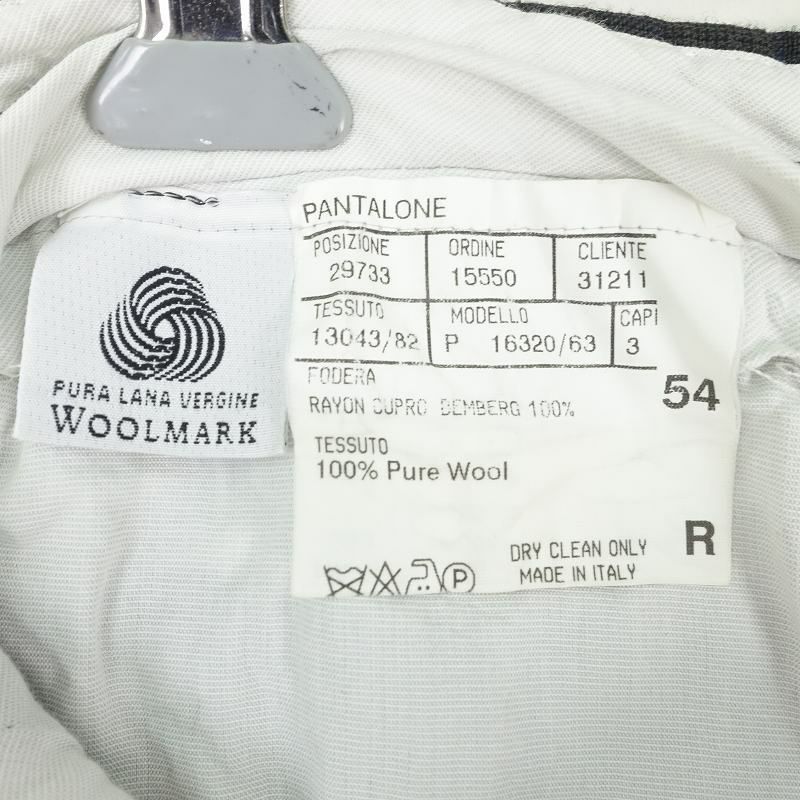 PURA LANA VERGINE
WOOLMARK
PANTALONE
POSIZIONE ORDINE CLIENTE
29733 15550 31211
TESSUTO MODELLO CAPI
13043/82 P 16320/63 3
FODERA
RAYON CUPRO BEMBERG 100%
54
TESSUTO
100% Pure Wool
R
DRY CLEAN ONLY
MADE IN ITALY
P